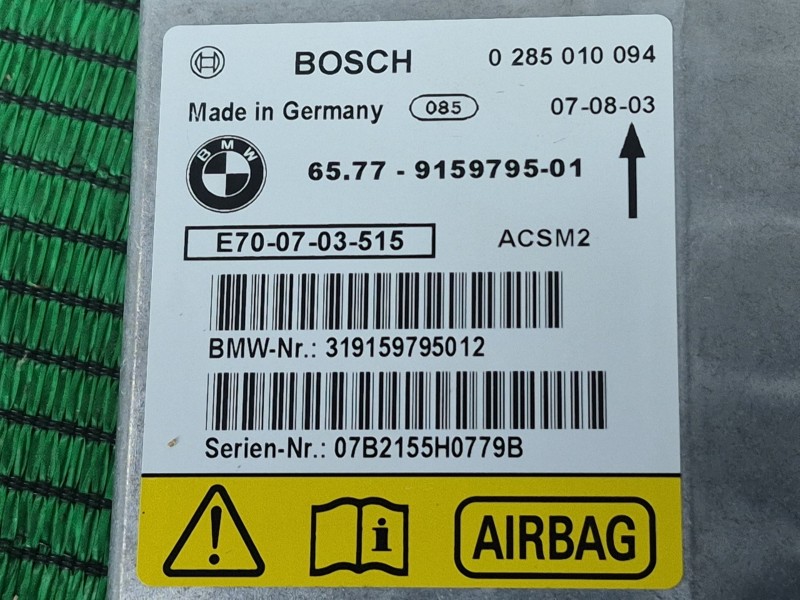 BOSCH 0 285 010 094
Made in Germany 085 07-08-03
BMW
65.77 - 9159795-01
E70-07-03-515 ACSM2
BMW-Nr.: 319159795012
Serien-Nr.: 07B2155H0779B
! i AIRBAG